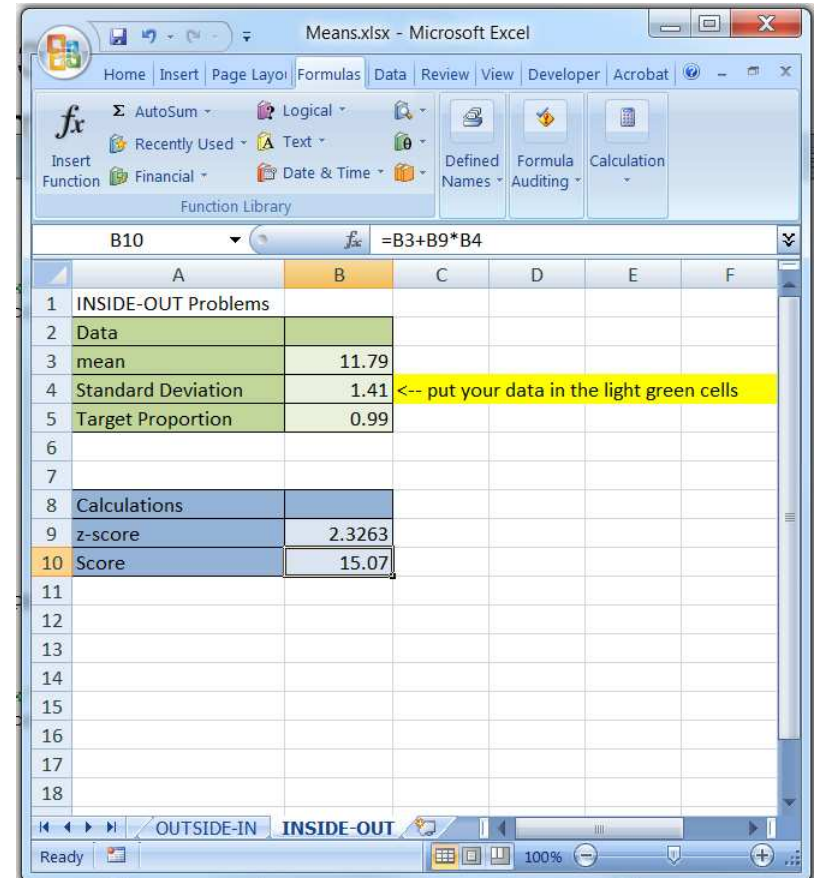 Means.xlsx - Microsoft Excel
Home Insert Page Layou Formulas Data Review View Developer Acrobat
fx Insert Function
Σ AutoSum
Recently Used
Financial
Logical
Text
Date & Time
Defined Names
Formula Auditing
Calculation
Function Library
B10 fx =B3+B9*B4
A B C D E F
1 INSIDE-OUT Problems
2 Data
3 mean 11.79
4 Standard Deviation 1.41 <-- put your data in the light green cells
5 Target Proportion 0.99
6
7
8 Calculations
9 z-score 2.3263
10 Score 15.07
11
12
13
14
15
16
17
18
OUTSIDE-IN INSIDE-OUT
Ready 100%